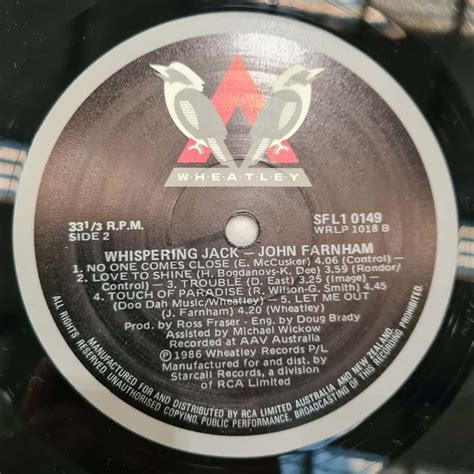 W·H·E·A·T·L·E·Y
33 1/3 R.P.M.
SIDE 2
SFL1 0149
WRLP 1018 B
WHISPERING JACK – JOHN FARNHAM
1. NO ONE COMES CLOSE (E. McCusker) 4.06 (Control) –
2. LOVE TO SHINE (H. Bogdanovs-K. Dee) 3.59 (Rondor/
Control) – 3. TROUBLE (D. East) 3.25 (Image) –
4. TOUCH OF PARADISE (R. Wilson-G. Smith) 4.45
(Doo Dah Music/Wheatley) – 5. LET ME OUT
(J. Farnham) 4.20 (Wheatley)
Prod. by Ross Fraser - Eng. by Doug Brady
Assisted by Michael Wickow
Recorded at AAV Australia
©1986 Wheatley Records P/L
Manufactured for and dist. by
Starcall Records, a division
of RCA Limited
MANUFACTURED FOR AND DISTRIBUTED BY RCA LIMITED AUSTRALIA AND NEW ZEALAND.
ALL RIGHTS RESERVED. UNAUTHORISED COPYING, PUBLIC PERFORMANCE, BROADCASTING OF THIS RECORDING PROHIBITED.